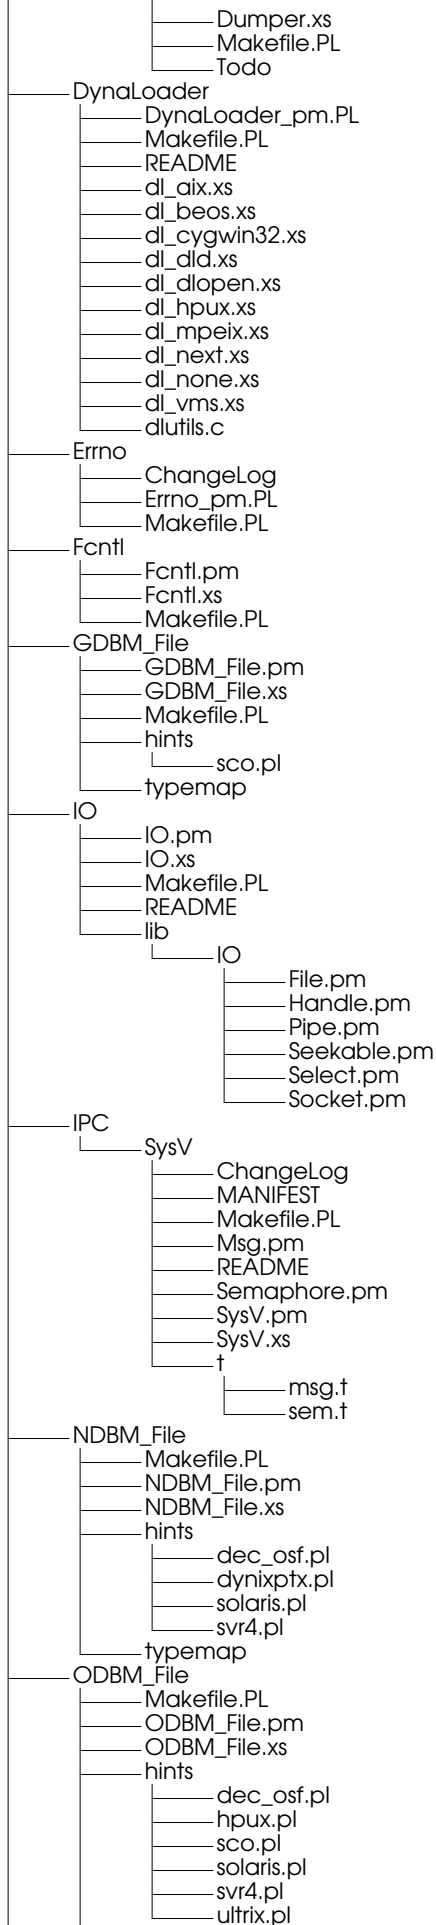 Dumper.xs
Makefile.PL
Todo
DynaLoader
DynaLoader_pm.PL
Makefile.PL
README
dl_aix.xs
dl_beos.xs
dl_cygwin32.xs
dl_dld.xs
dl_dlopen.xs
dl_hpux.xs
dl_mpeix.xs
dl_next.xs
dl_none.xs
dl_vms.xs
dlutils.c
Errno
ChangeLog
Errno_pm.PL
Makefile.PL
Fcntl
Fcntl.pm
Fcntl.xs
Makefile.PL
GDBM_File
GDBM_File.pm
GDBM_File.xs
Makefile.PL
hints
sco.pl
typemap
IO
IO.pm
IO.xs
Makefile.PL
README
lib
IO
File.pm
Handle.pm
Pipe.pm
Seekable.pm
Select.pm
Socket.pm
IPC
SysV
ChangeLog
MANIFEST
Makefile.PL
Msg.pm
README
Semaphore.pm
SysV.pm
SysV.xs
t
msg.t
sem.t
NDBM_File
Makefile.PL
NDBM_File.pm
NDBM_File.xs
hints
dec_osf.pl
dynixptx.pl
solaris.pl
svr4.pl
typemap
ODBM_File
Makefile.PL
ODBM_File.pm
ODBM_File.xs
hints
dec_osf.pl
hpux.pl
sco.pl
solaris.pl
svr4.pl
ultrix.pl